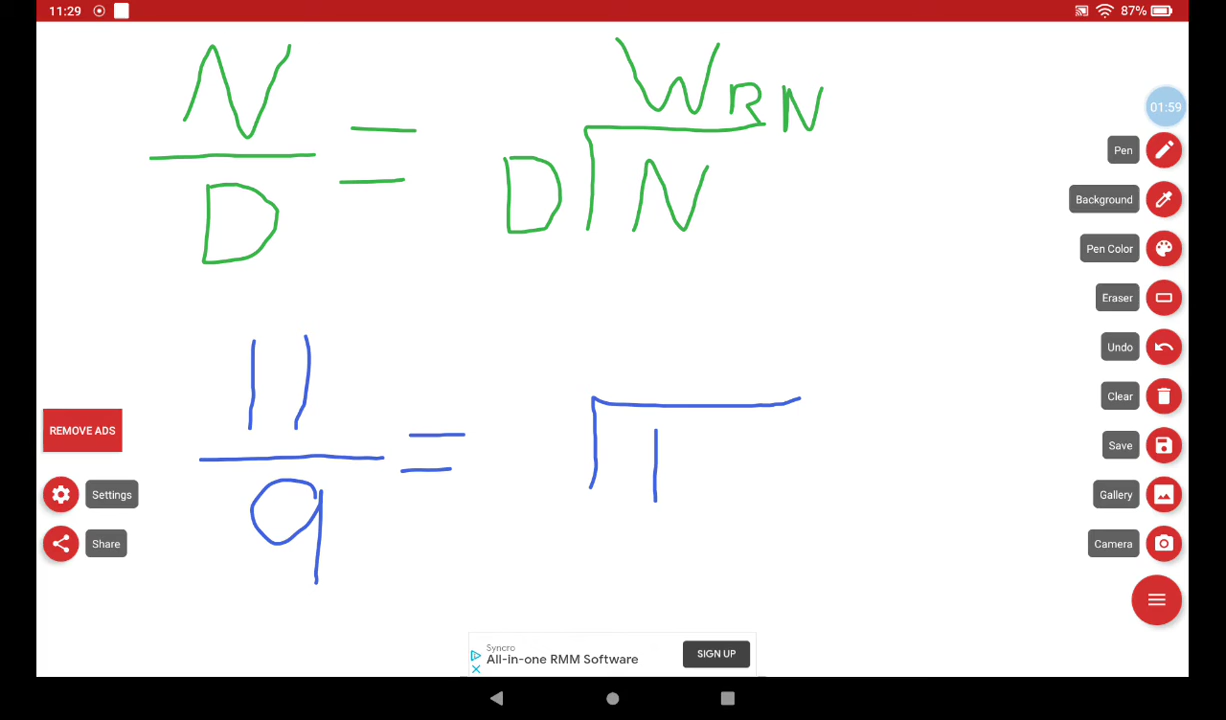 11:29
87%
N W R N
— = D N
D
01:59
Pen
Background
Pen Color
Eraser
Undo
Clear
Save
Gallery
Camera
REMOVE ADS
Settings
Share
11
— = 1
9
Syncro
All-in-one RMM Software
SIGN UP